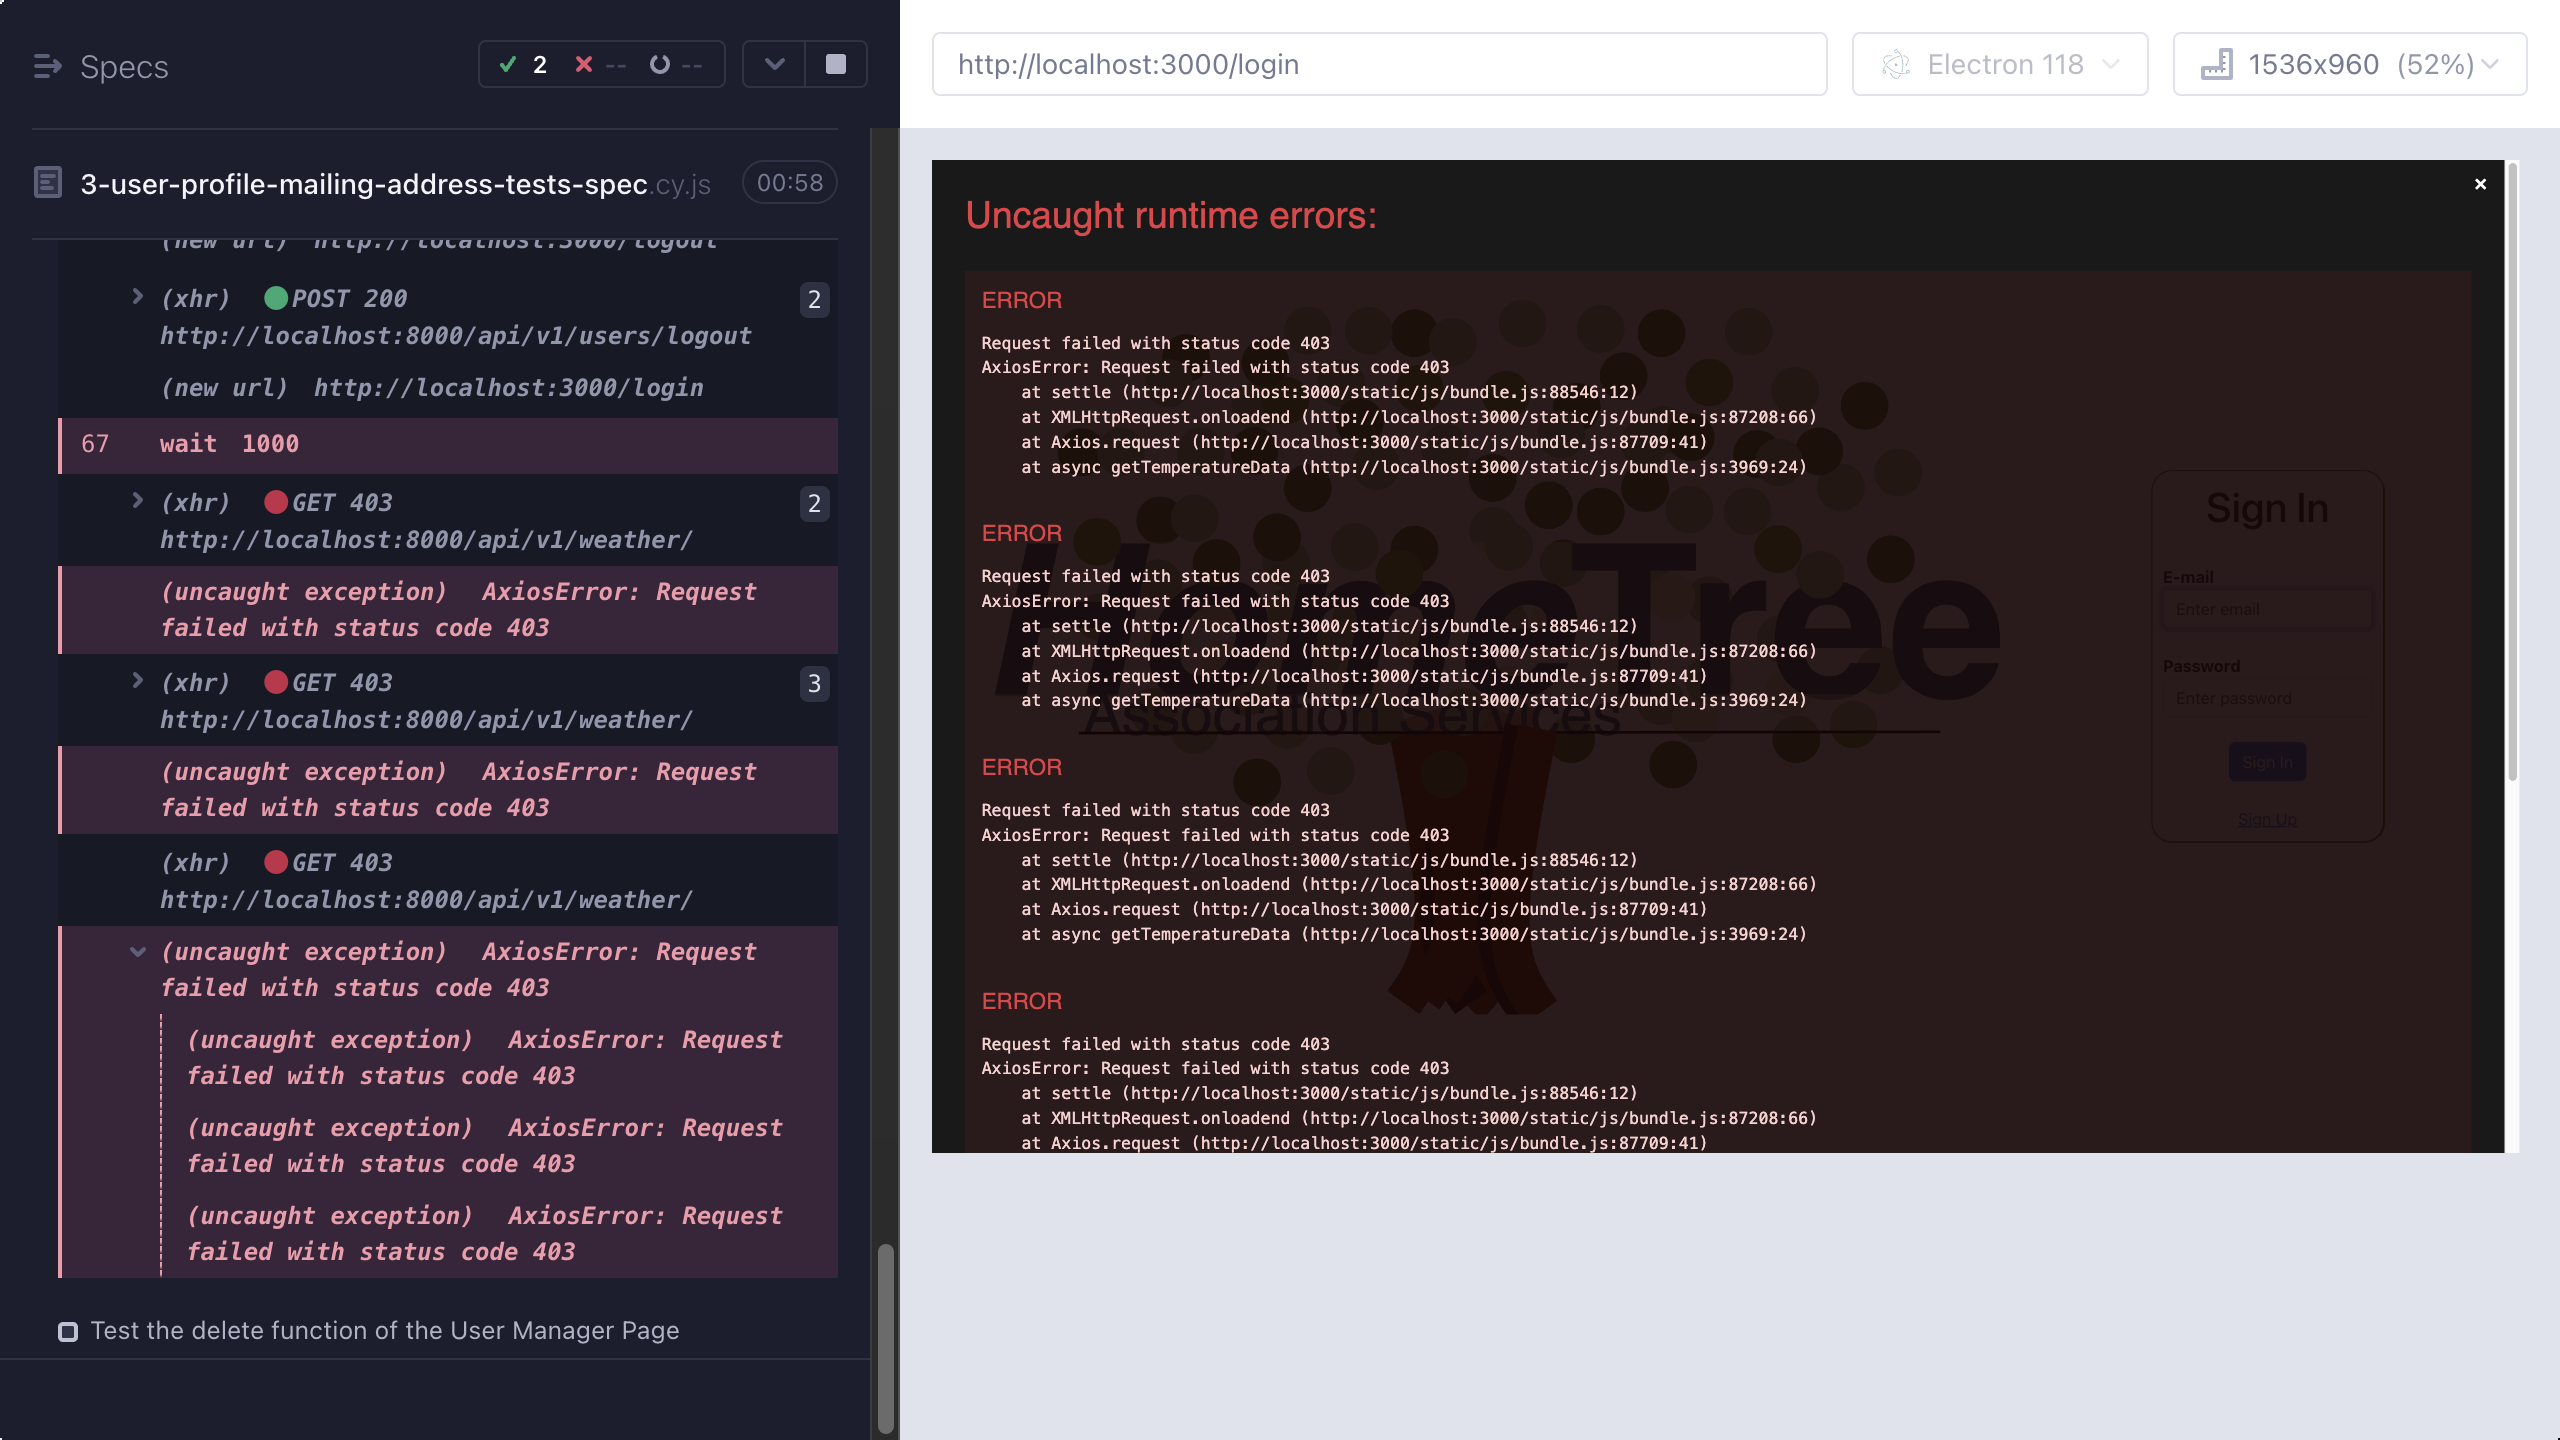 Specs
2 -- --
3-user-profile-mailing-address-tests-spec.cy.js 00:58
(new url) http://localhost:3000/logout
(xhr) POST 200 2
http://localhost:8000/api/v1/users/logout
(new url) http://localhost:3000/login
67 wait 1000
(xhr) GET 403 2
http://localhost:8000/api/v1/weather/
(uncaught exception) AxiosError: Request
failed with status code 403
(xhr) GET 403 3
http://localhost:8000/api/v1/weather/
(uncaught exception) AxiosError: Request
failed with status code 403
(xhr) GET 403
http://localhost:8000/api/v1/weather/
(uncaught exception) AxiosError: Request
failed with status code 403
(uncaught exception) AxiosError: Request
failed with status code 403
(uncaught exception) AxiosError: Request
failed with status code 403
(uncaught exception) AxiosError: Request
failed with status code 403
Test the delete function of the User Manager Page
http://localhost:3000/login
Electron 118
1536x960 (52%)
Uncaught runtime errors:
×
ERROR
Request failed with status code 403
AxiosError: Request failed with status code 403
at settle (http://localhost:3000/static/js/bundle.js:88546:12)
at XMLHttpRequest.onloadend (http://localhost:3000/static/js/bundle.js:87208:66)
at Axios.request (http://localhost:3000/static/js/bundle.js:87709:41)
at async getTemperatureData (http://localhost:3000/static/js/bundle.js:3969:24)
ERROR
Request failed with status code 403
AxiosError: Request failed with status code 403
at settle (http://localhost:3000/static/js/bundle.js:88546:12)
at XMLHttpRequest.onloadend (http://localhost:3000/static/js/bundle.js:87208:66)
at Axios.request (http://localhost:3000/static/js/bundle.js:87709:41)
at async getTemperatureData (http://localhost:3000/static/js/bundle.js:3969:24)
ERROR
Request failed with status code 403
AxiosError: Request failed with status code 403
at settle (http://localhost:3000/static/js/bundle.js:88546:12)
at XMLHttpRequest.onloadend (http://localhost:3000/static/js/bundle.js:87208:66)
at Axios.request (http://localhost:3000/static/js/bundle.js:87709:41)
at async getTemperatureData (http://localhost:3000/static/js/bundle.js:3969:24)
ERROR
Request failed with status code 403
AxiosError: Request failed with status code 403
at settle (http://localhost:3000/static/js/bundle.js:88546:12)
at XMLHttpRequest.onloadend (http://localhost:3000/static/js/bundle.js:87208:66)
at Axios.request (http://localhost:3000/static/js/bundle.js:87709:41)
HomeTree
Association Services
Sign In
E-mail
Enter email
Password
Enter password
Sign In
Sign Up